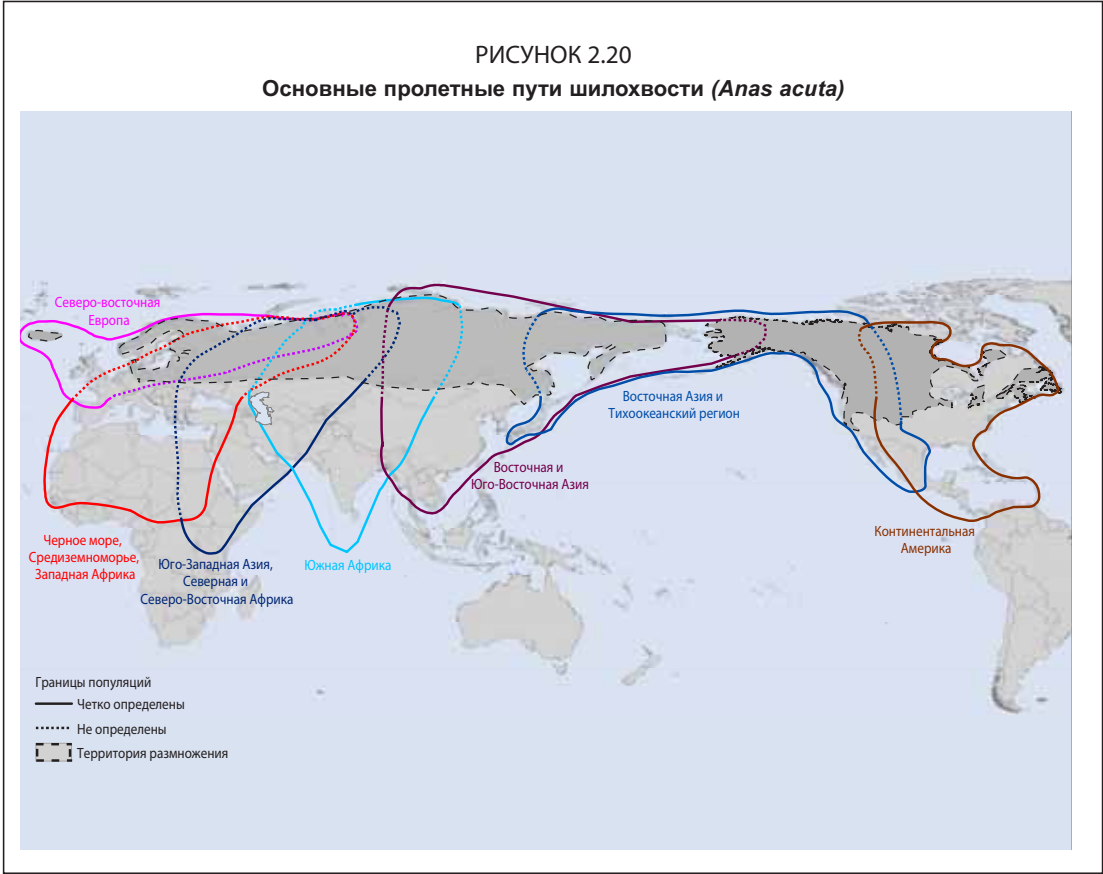 РИСУНОК 2.20
Основные пролетные пути шилохвости (Anas acuta)
Северо-восточная
Европа
Восточная Азия и
Тихоокеанский регион
Восточная и
Юго-Восточная Азия
Континентальная
Америка
Черное море,
Средиземноморье,
Западная Африка
Юго-Западная Азия,
Северная и
Северо-Восточная Африка
Южная Африка
Границы популяций
Четко определены
Не определены
Территория размножения